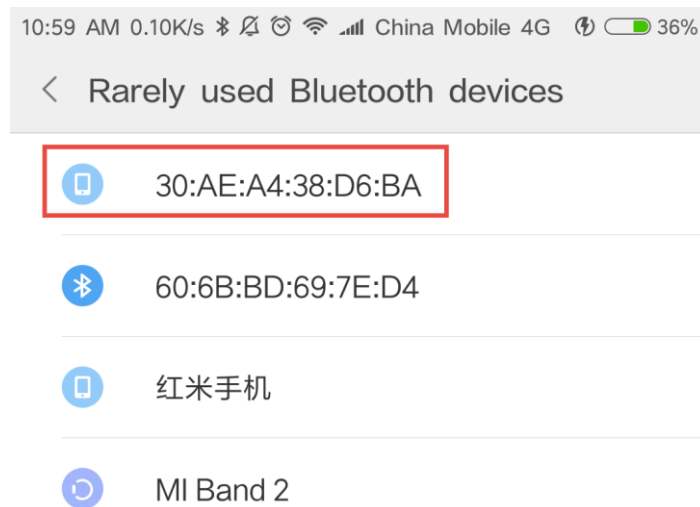 10:59 AM 0.10K/s China Mobile 4G 36%
Rarely used Bluetooth devices
30:AE:A4:38:D6:BA
60:6B:BD:69:7E:D4
红米手机
MI Band 2